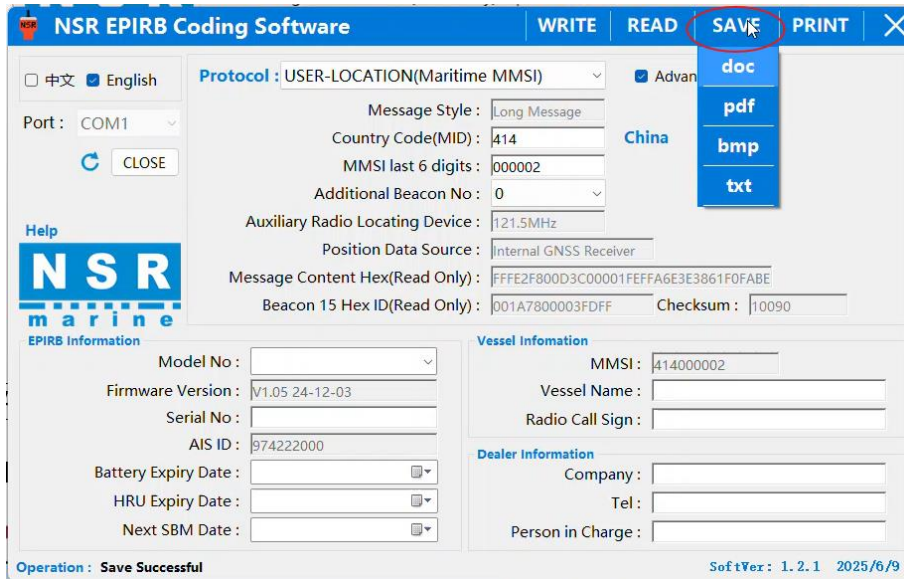 NSR EPIRB Coding Software WRITE READ SAVE PRINT
doc
pdf
bmp
txt
中文 English
Port : COM1
CLOSE
Help
NSR
marine
Protocol : USER-LOCATION(Maritime MMSI) Advan
Message Style : Long Message
Country Code(MID) : 414 China
MMSI last 6 digits : 000002
Additional Beacon No : 0
Auxiliary Radio Locating Device : 121.5MHz
Position Data Source : Internal GNSS Receiver
Message Content Hex(Read Only) : FFFE2F800D3C00001FEFFA6E3E3861F0FABE
Beacon 15 Hex ID(Read Only) : 001A7800003FDFF Checksum : 10090
EPIRB Information
Model No :
Firmware Version : V1.05 24-12-03
Serial No :
AIS ID : 974222000
Battery Expiry Date :
HRU Expiry Date :
Next SBM Date :
Vessel Infomation
MMSI : 414000002
Vessel Name :
Radio Call Sign :
Dealer Information
Company :
Tel :
Person in Charge :
Operation : Save Successful SoftVer: 1.2.1 2025/6/9